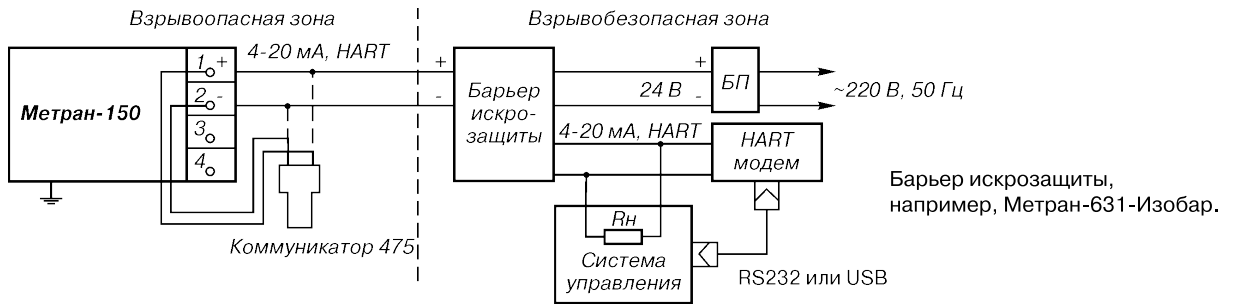 Взрывоопасная зона
Взрывобезопасная зона
4-20 мА, HART
Метран-150
1 +
2 -
3
4
+
-
Барьер
искро-
защиты
+
24 В -
БП
~220 В, 50 Гц
4-20 мА, HART
HART
модем
Rн
Система
управления
Коммуникатор 475
RS232 или USB
Барьер искрозащиты,
например, Метран-631-Изобар.